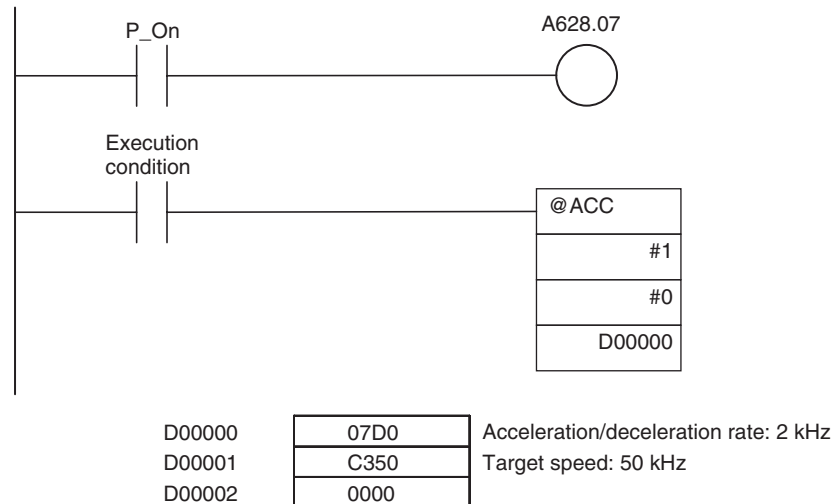 P_On
A628.07
Execution
condition
@ACC
#1
#0
D00000
D00000 07D0 Acceleration/deceleration rate: 2 kHz
D00001 C350 Target speed: 50 kHz
D00002 0000